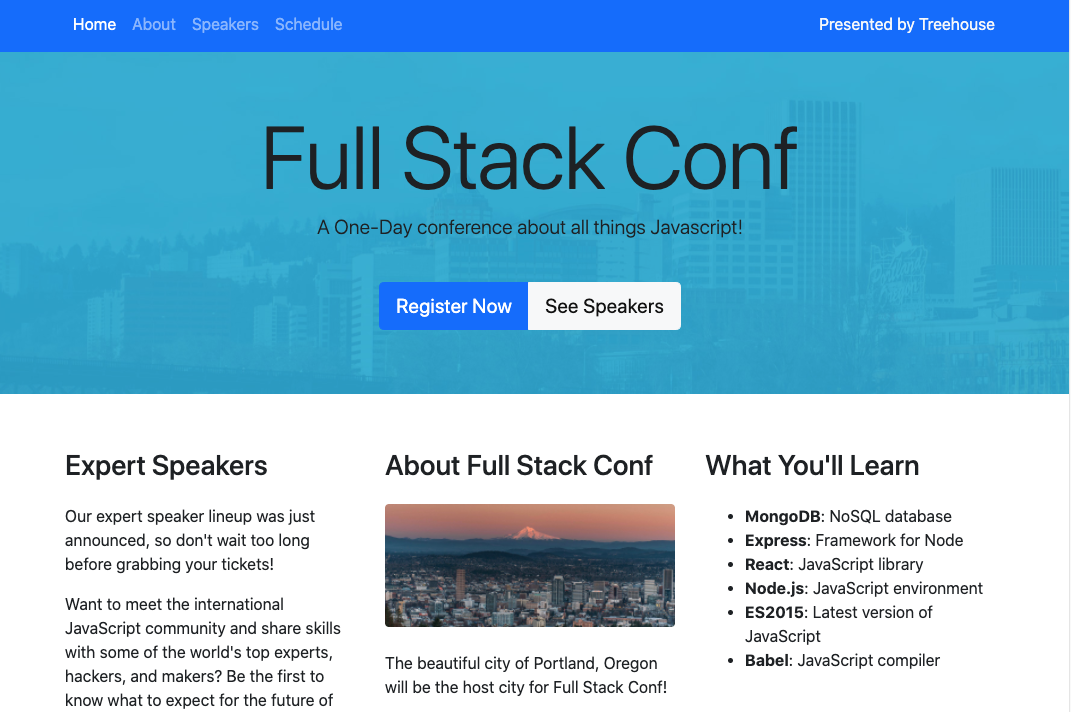 Home About Speakers Schedule Presented by Treehouse
Full Stack Conf
A One-Day conference about all things Javascript!
Register Now See Speakers
Expert Speakers
Our expert speaker lineup was just
announced, so don't wait too long
before grabbing your tickets!
Want to meet the international
JavaScript community and share skills
with some of the world's top experts,
hackers, and makers? Be the first to
know what to expect for the future of
About Full Stack Conf
The beautiful city of Portland, Oregon
will be the host city for Full Stack Conf!
What You'll Learn
• MongoDB: NoSQL database
• Express: Framework for Node
• React: JavaScript library
• Node.js: JavaScript environment
• ES2015: Latest version of
JavaScript
• Babel: JavaScript compiler